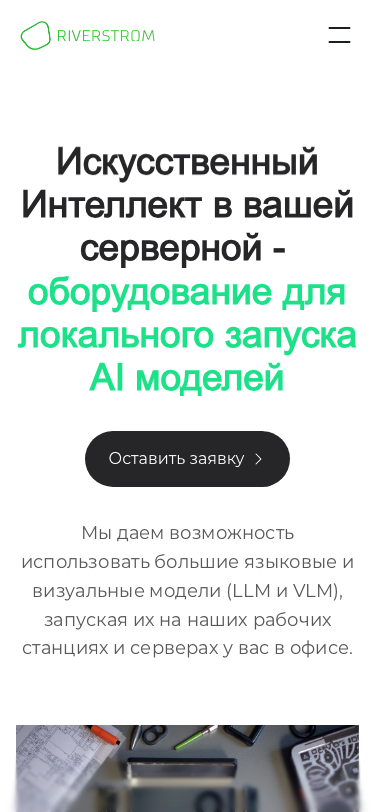 RIVERSTROM
Искусственный
Интеллект в вашей
серверной -
оборудование для
локального запуска
AI моделей
Оставить заявку
Мы даем возможность
использовать большие языковые и
визуальные модели (LLM и VLM),
запуская их на наших рабочих
станциях и серверах у вас в офисе.